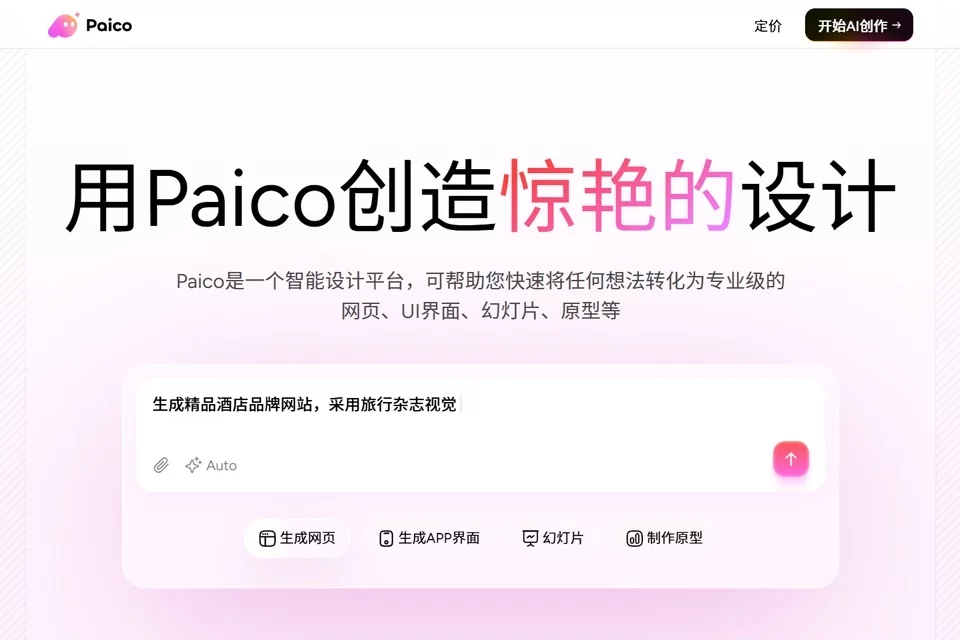 Paico
定价
开始AI创作→
用Paico创造惊艳的设计
Paico是一个智能设计平台，可帮助您快速将任何想法转化为专业级的
网页、UI界面、幻灯片、原型等
生成精品酒店品牌网站，采用旅行杂志视觉
Auto
生成网页
生成APP界面
幻灯片
制作原型